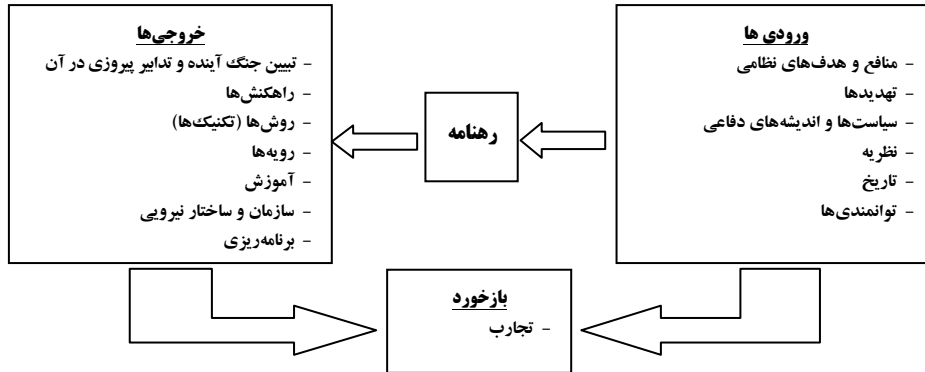 ورودی ها
- منافع و هدف‌های نظامی
- تهدیدها
- سیاست‌ها و اندیشه‌های دفاعی
- نظریه
- تاریخ
- توانمندی‌ها
رهنامه
خروجی‌ها
- تبیین جنگ آینده و تدابیر پیروزی در آن
- راهکنش‌ها
- روش‌ها (تکنیک‌ها)
- رویه‌ها
- آموزش
- سازمان و ساختار نیرویی
- برنامه‌ریزی
بازخورد
- تجارب